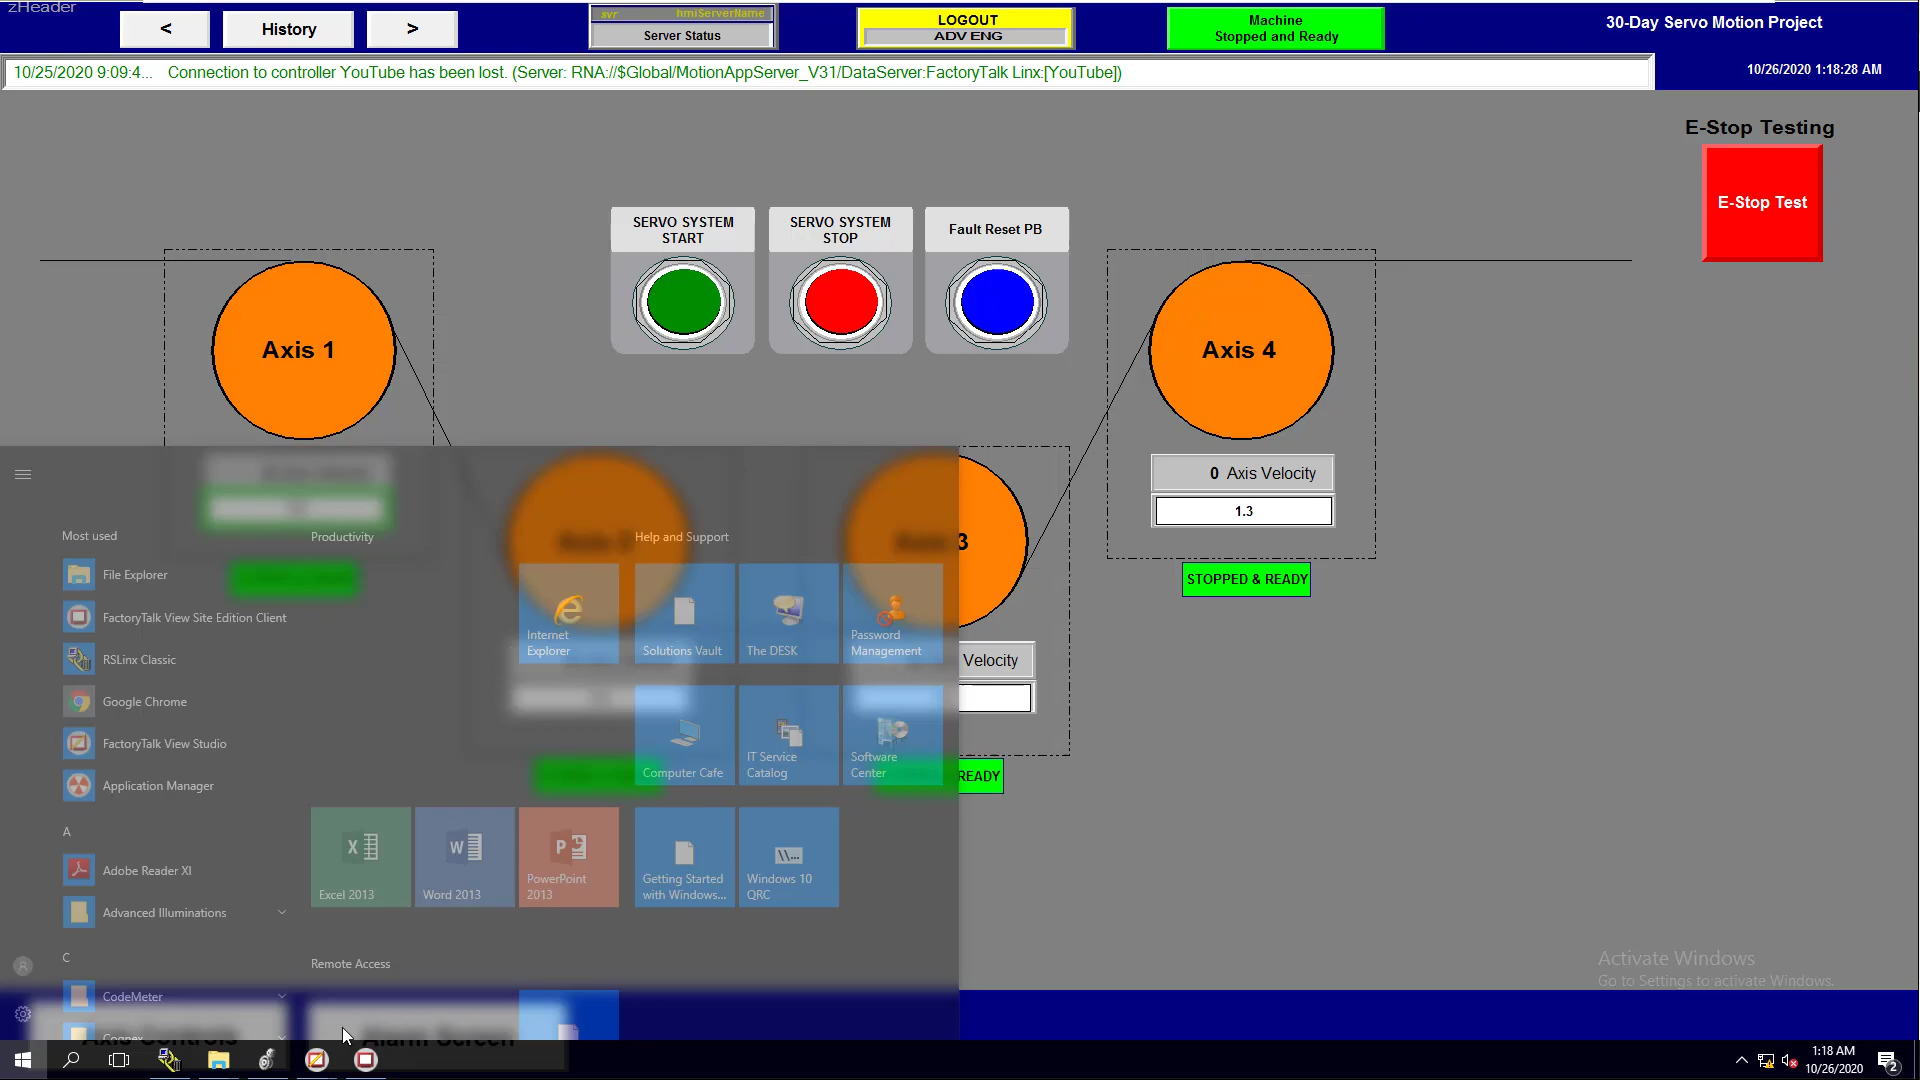 zHeader
<
History
>
svr hmiServerName
Server Status
LOGOUT
ADV ENG
Machine
Stopped and Ready
30-Day Servo Motion Project
10/25/2020 9:09:4... Connection to controller YouTube has been lost. (Server: RNA://$Global/MotionAppServer_V31/DataServer:FactoryTalk Linx:[YouTube])
10/26/2020 1:18:28 AM
E-Stop Testing
E-Stop Test
SERVO SYSTEM
START
SERVO SYSTEM
STOP
Fault Reset PB
Axis 1
Axis 4
0 Axis Velocity
1.3
STOPPED & READY
3
Velocity
READY
Most used
File Explorer
FactoryTalk View Site Edition Client
RSLinx Classic
Google Chrome
FactoryTalk View Studio
Application Manager
A
Adobe Reader XI
Advanced Illuminations
C
CodeMeter
Cognex
Productivity
Internet
Explorer
Excel 2013
Word 2013
PowerPoint
2013
Remote Access
Help and Support
Solutions Vault
The DESK
Password
Management
Computer Cafe
IT Service
Catalog
Software
Center
Getting Started
with Windows...
Windows 10
QRC
Controls
Alarm Screen
Activate Windows
Go to Settings to activate Windows.
1:18 AM
10/26/2020
2